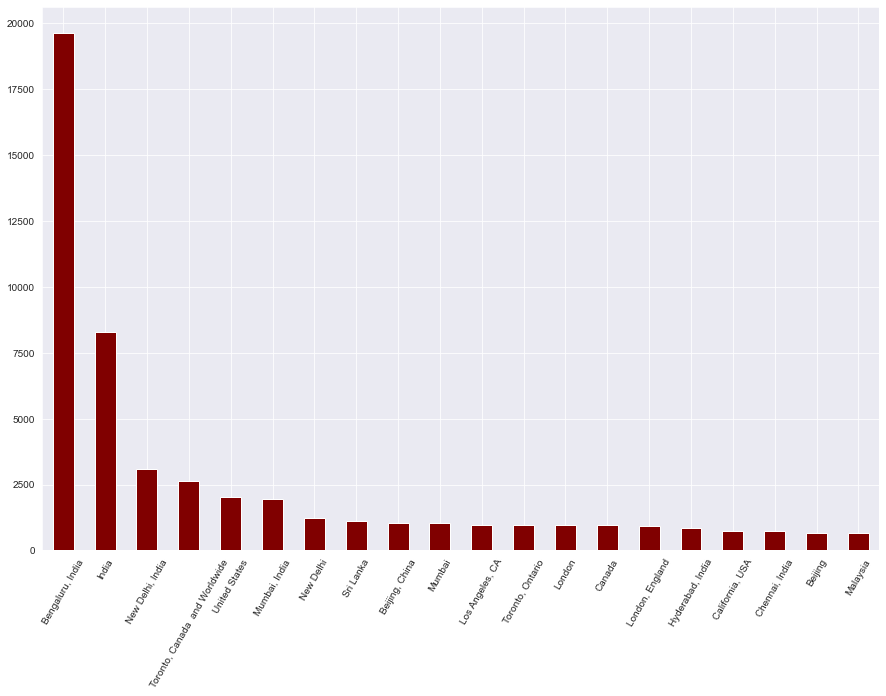 20000
17500
15000
12500
10000
7500
5000
2500
0
Bengaluru, India
India
New Delhi, India
Toronto, Canada  and Worldwide
United States
Mumbai, India
New Delhi
Sri Lanka
Beijing, China
Mumbai
Los Angeles, CA
Toronto, Ontario
London
Canada
London, England
Hyderabad, India
California, USA
Chennai, India
Beijing
Malaysia